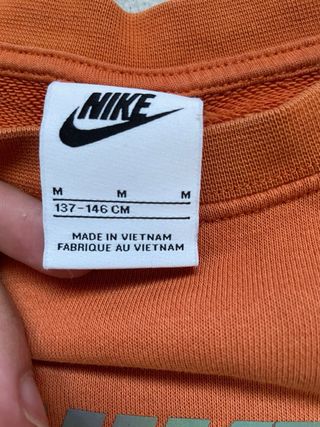 NIKE
M M M
137-146 CM
MADE IN VIETNAM
FABRIQUE AU VIETNAM